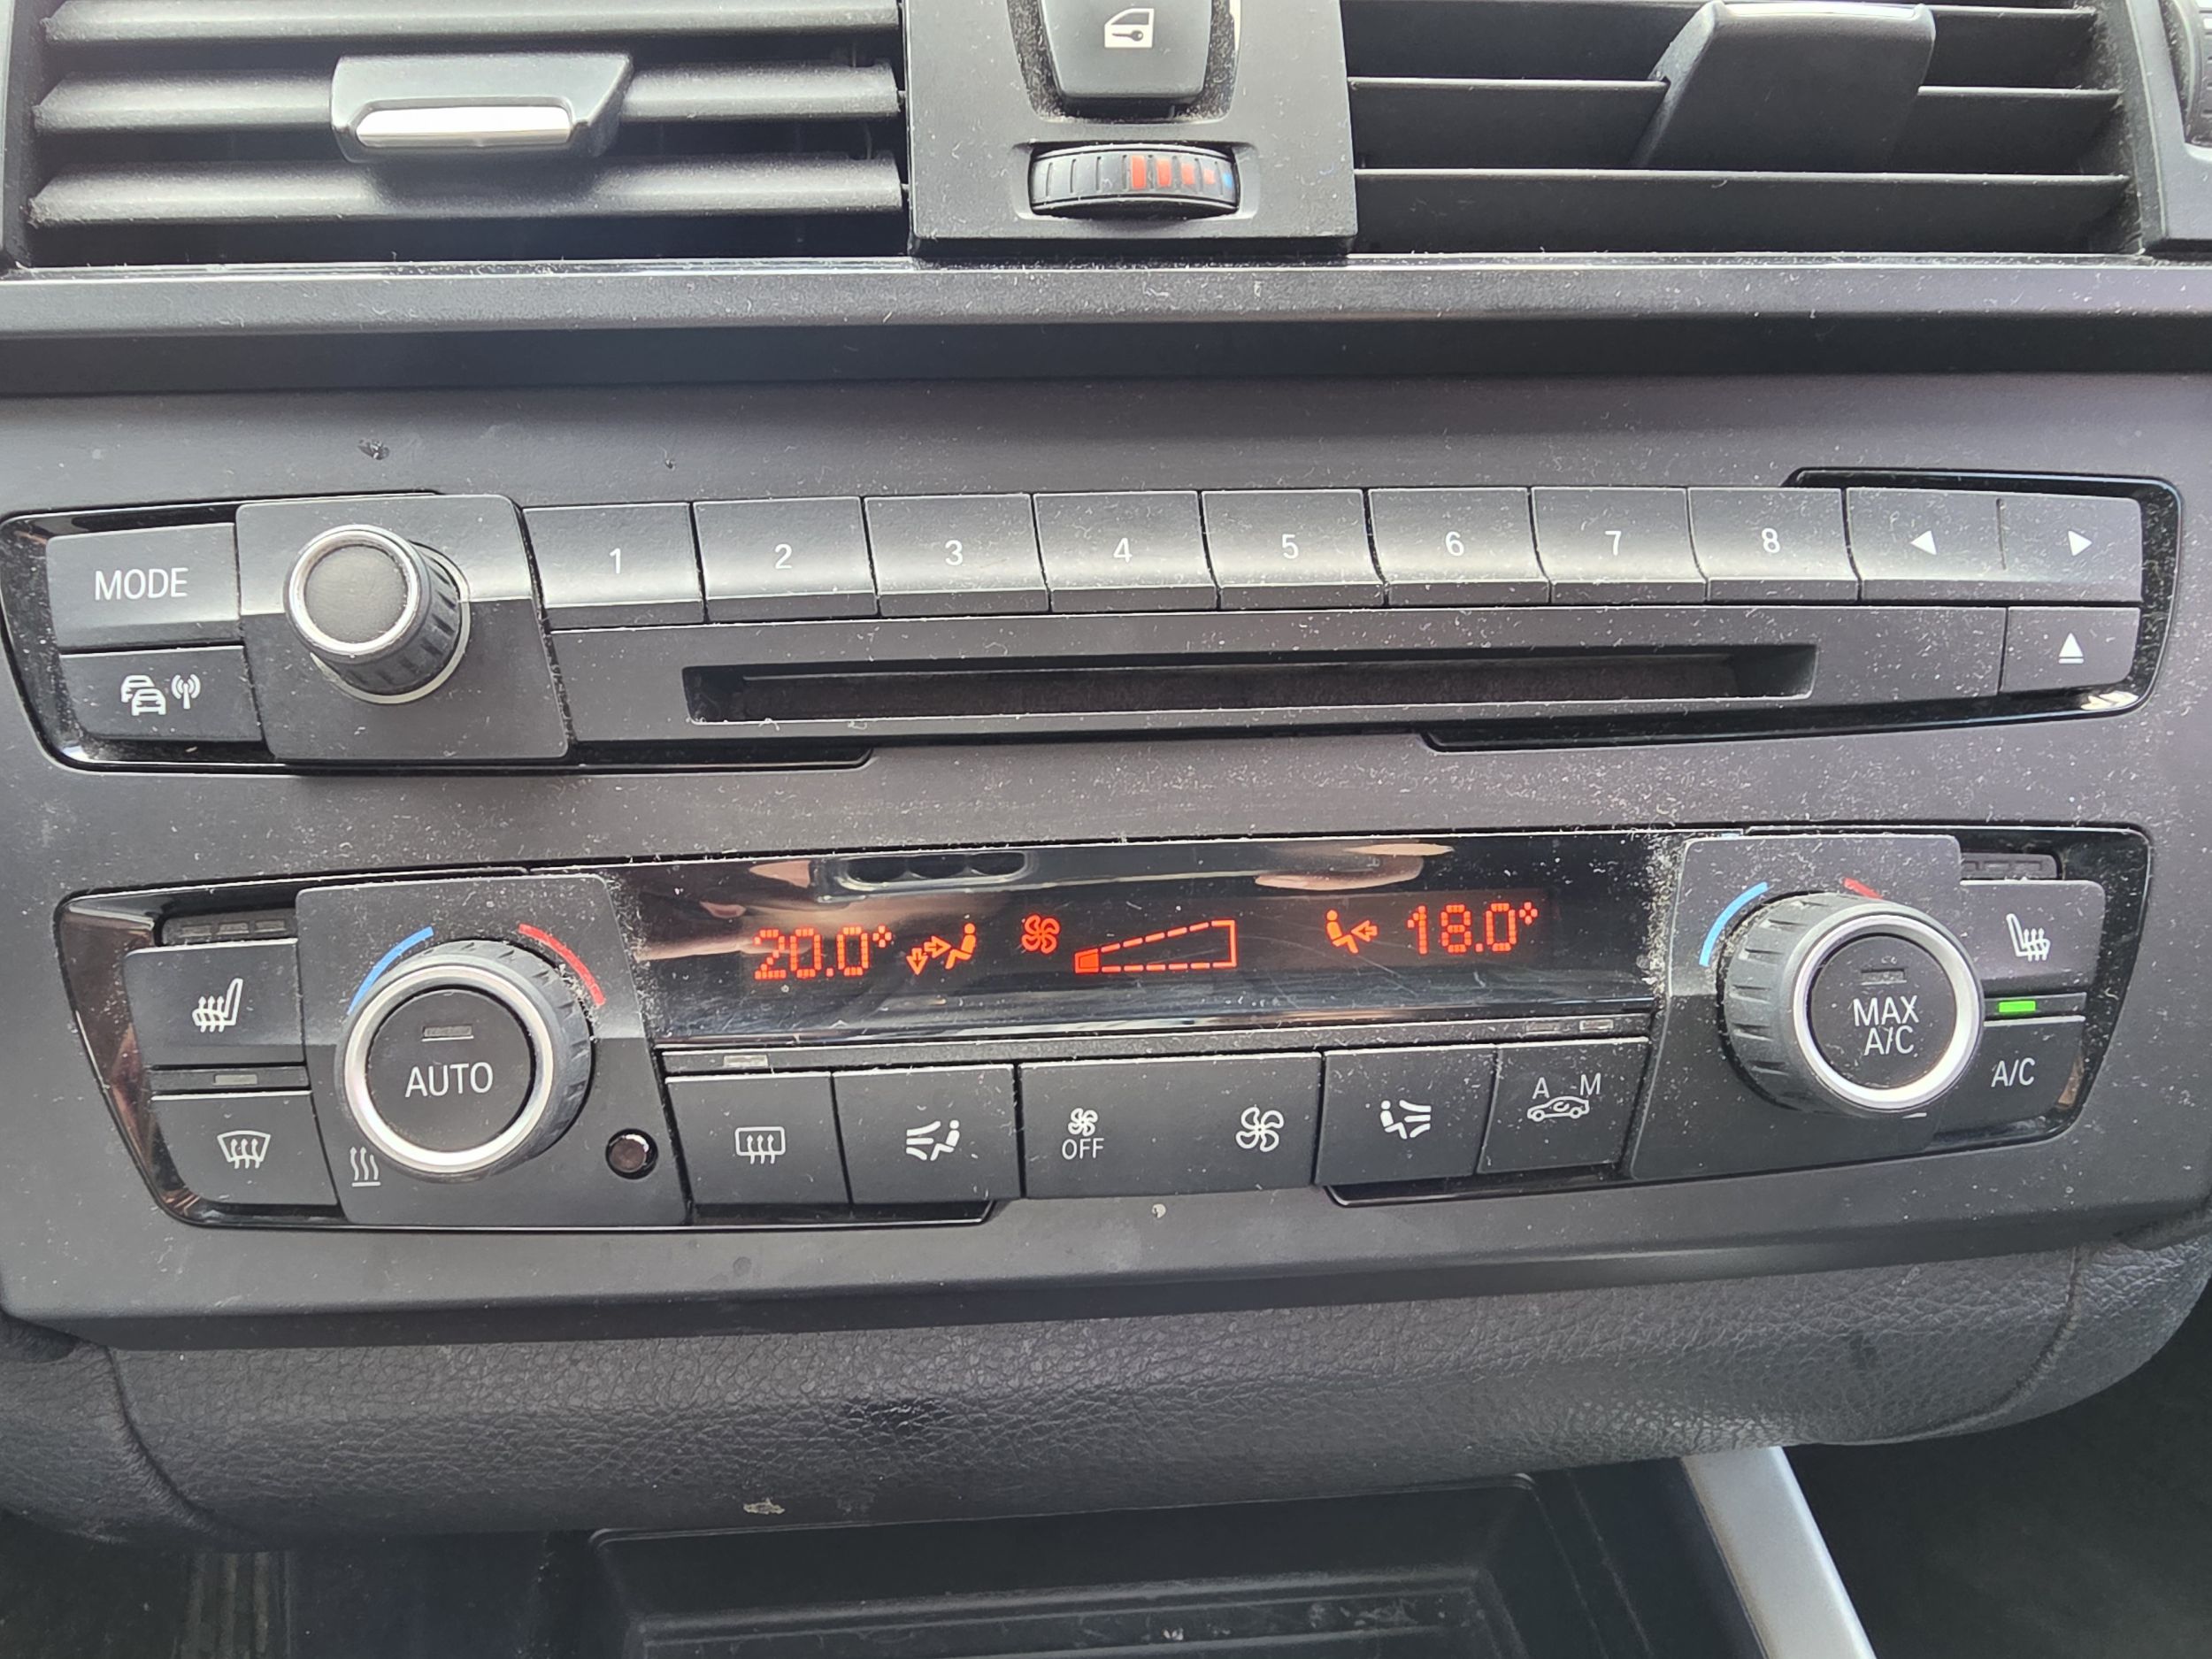 MODE
1 2 3 4 5 6 7 8
20.0° 18.0°
AUTO
MAX
A/C
A/C
OFF
A M